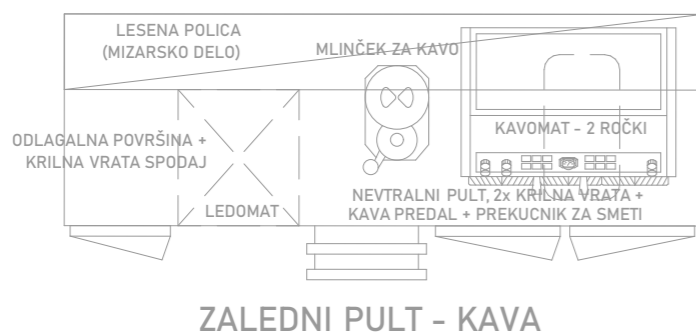 LESENA POLICA
(MIZARSKO DELO)
MLINČEK ZA KAVO
KAVOMAT - 2 ROČKI
ODLAGALNA POVRŠINA +
KRILNA VRATA SPODAJ
LEDOMAT
NEVTRALNI PULT, 2x KRILNA VRATA +
KAVA PREDAL + PREKUCNIK ZA SMETI
ZALEDNI PULT - KAVA